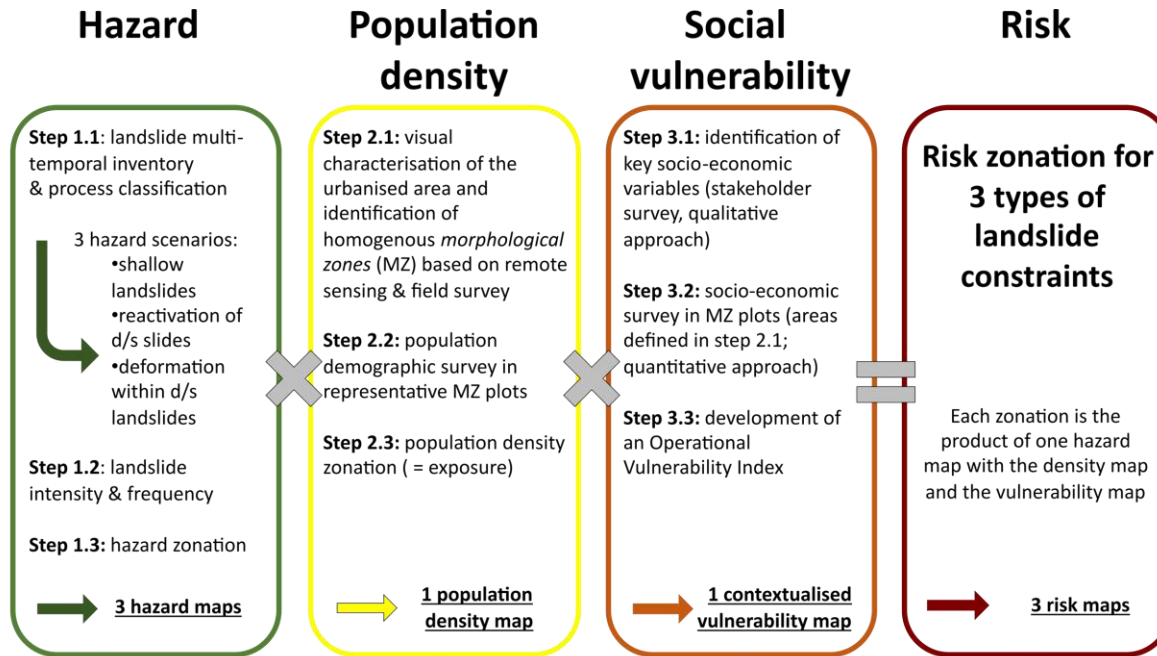 Hazard
Step 1.1: landslide multi-
temporal inventory
& process classification
3 hazard scenarios:
•shallow
landslides
•reactivation of
d/s slides
•deformation
within d/s
landslides
Step 1.2: landslide
intensity & frequency
Step 1.3: hazard zonation
3 hazard maps
Population
density
Step 2.1: visual
characterisation of the
urbanised area and
identification of
homogenous morphological
zones (MZ) based on remote
sensing & field survey
Step 2.2: population
demographic survey in
representative MZ plots
Step 2.3: population density
zonation ( = exposure)
1 population
density map
Social
vulnerability
Step 3.1: identification of
key socio-economic
variables (stakeholder
survey, qualitative
approach)
Step 3.2: socio-economic
survey in MZ plots (areas
defined in step 2.1;
quantitative approach)
Step 3.3: development of
an Operational
Vulnerability Index
1 contextualised
vulnerability map
Risk
Risk zonation for
3 types of
landslide
constraints
Each zonation is the
product of one hazard
map with the density map
and the vulnerability map
3 risk maps